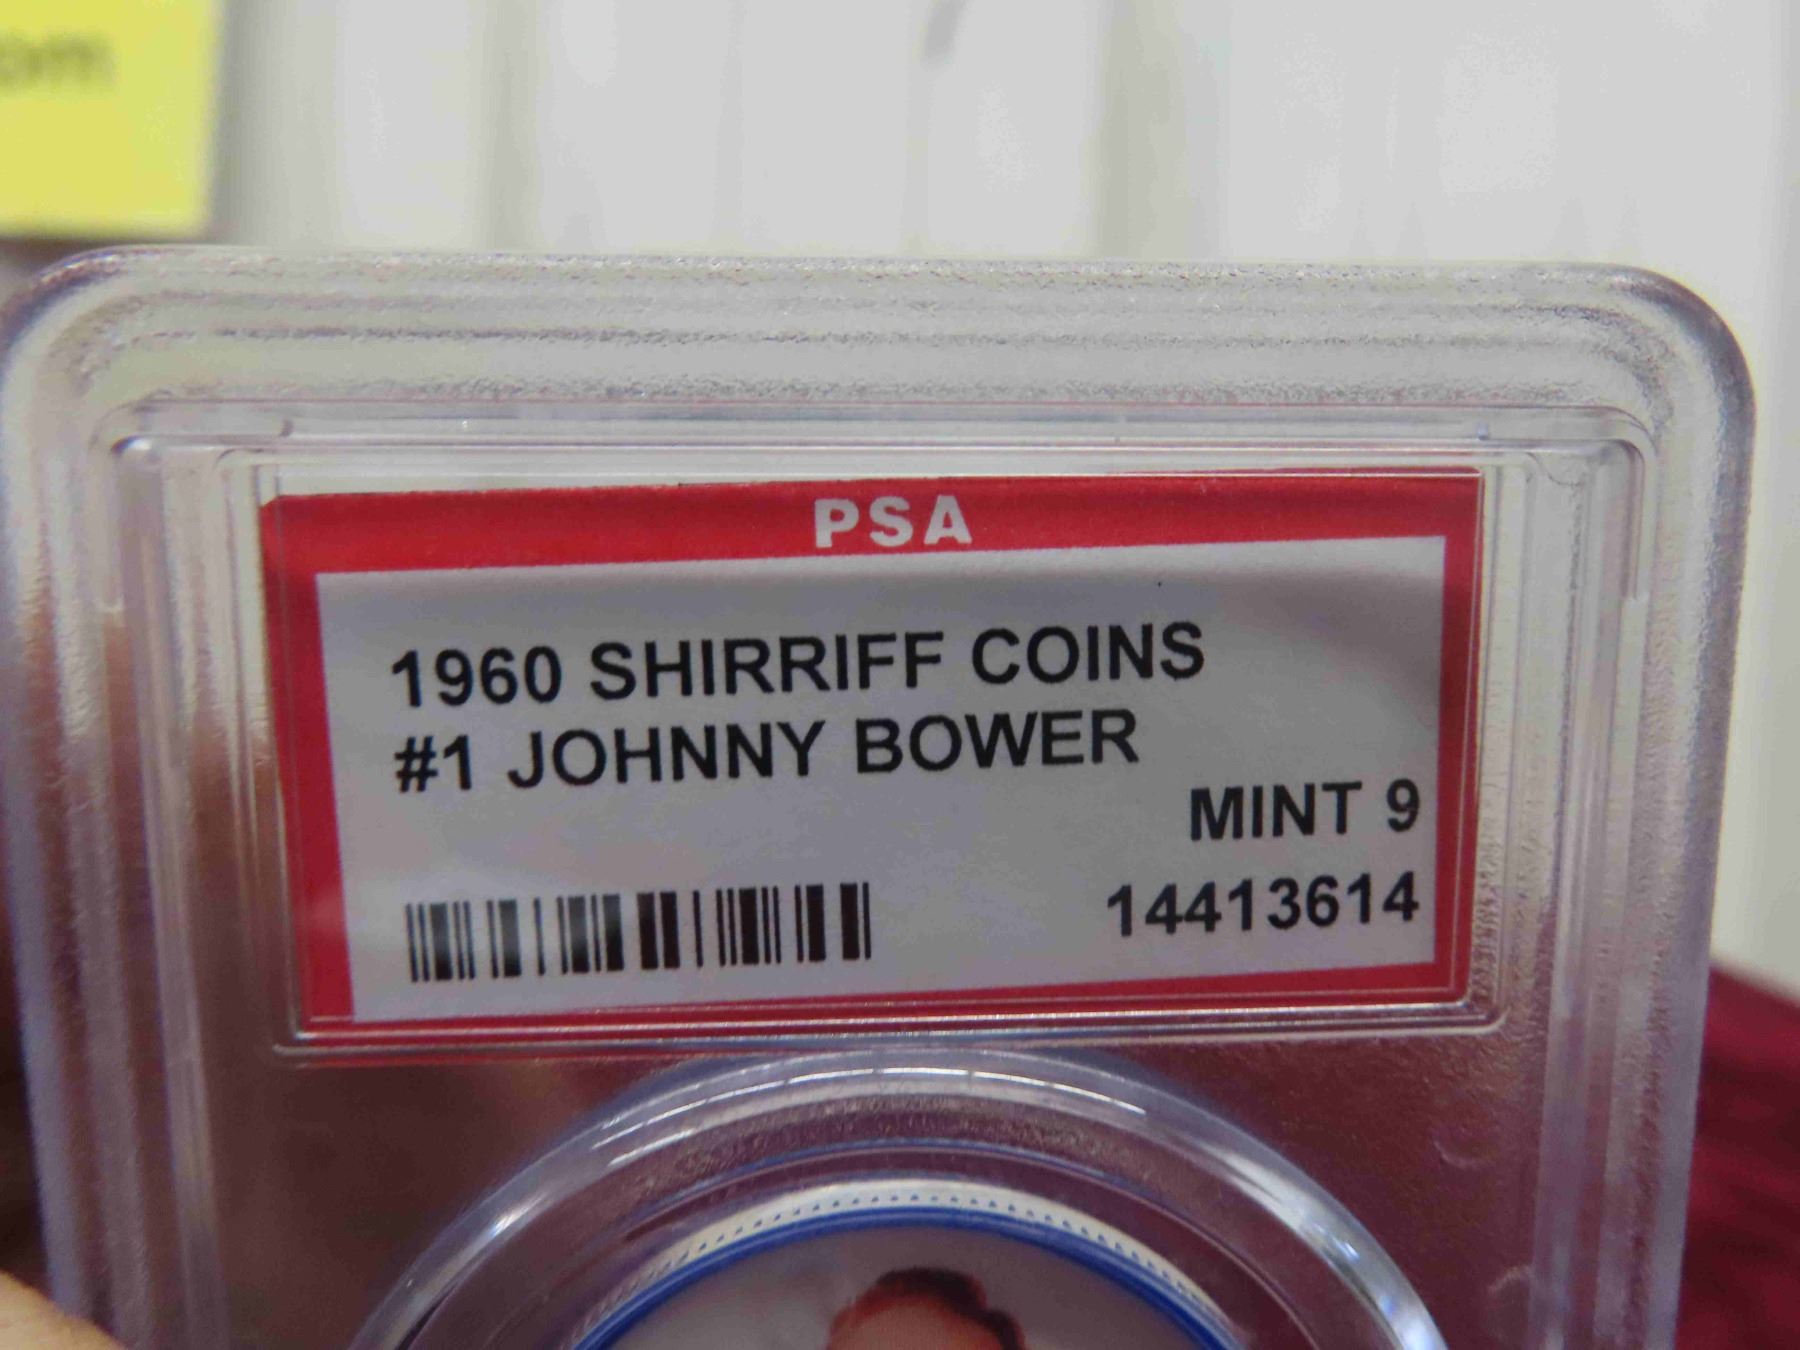 PSA
1960 SHIRRIFF COINS
#1 JOHNNY BOWER
MINT 9
14413614